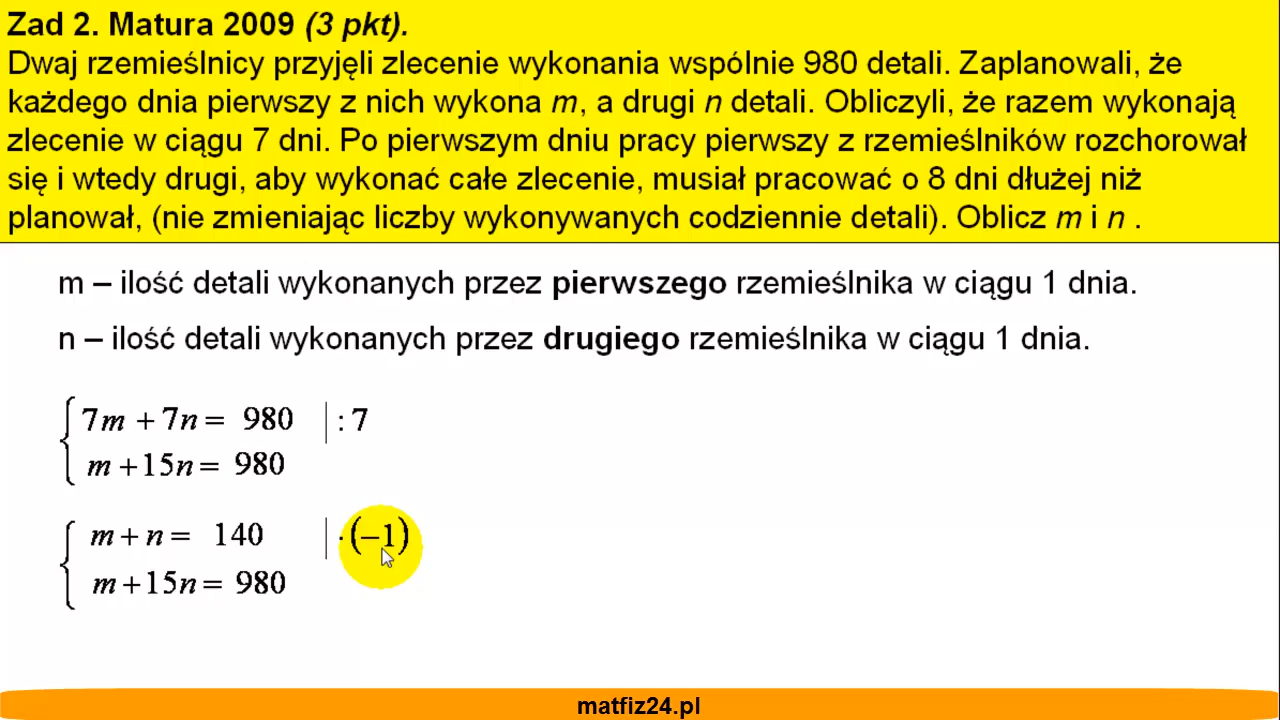 Zad 2. Matura 2009 (3 pkt).
Dwaj rzemieślnicy przyjęli zlecenie wykonania wspólnie 980 detali. Zaplanowali, że
każdego dnia pierwszy z nich wykona m, a drugi n detali. Obliczyli, że razem wykonają
zlecenie w ciągu 7 dni. Po pierwszym dniu pracy pierwszy z rzemieślników rozchorował
się i wtedy drugi, aby wykonać całe zlecenie, musiał pracować o 8 dni dłużej niż
planował, (nie zmieniając liczby wykonywanych codziennie detali). Oblicz m i n .
m – ilość detali wykonanych przez pierwszego rzemieślnika w ciągu 1 dnia.
n – ilość detali wykonanych przez drugiego rzemieślnika w ciągu 1 dnia.
7m + 7n = 980 | : 7
m + 15n = 980
m + n = 140 | · (–1)
m + 15n = 980
matfiz24.pl